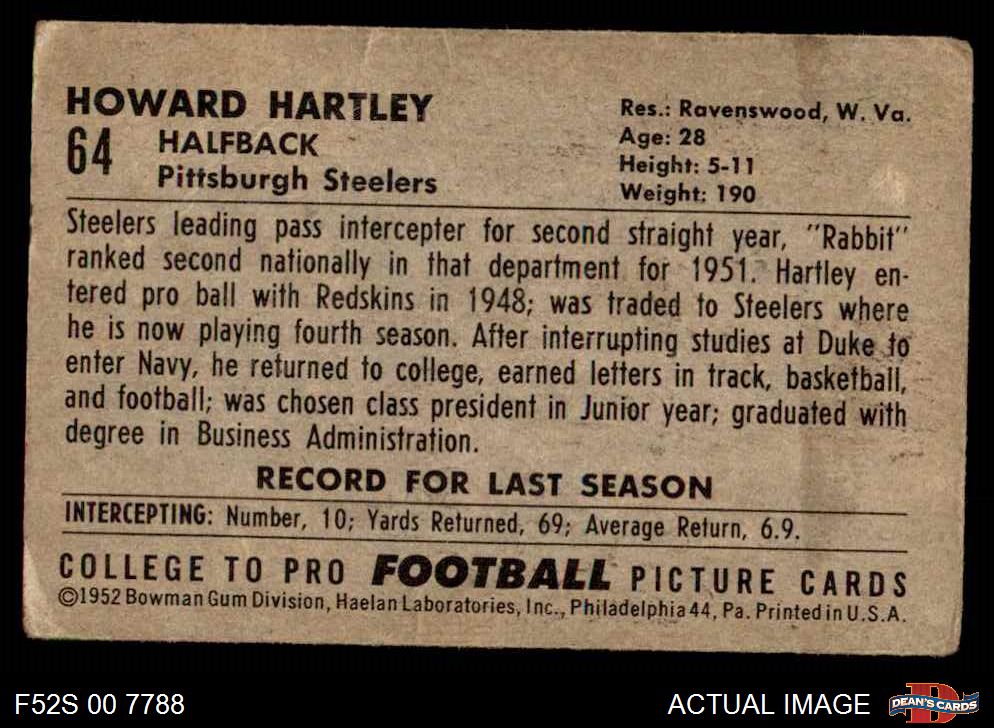 HOWARD HARTLEY
64
HALFBACK
Pittsburgh Steelers
Res.: Ravenswood, W. Va.
Age: 28
Height: 5-11
Weight: 190
Steelers leading pass intercepter for second straight year, "Rabbit"
ranked second nationally in that department for 1951. Hartley en-
tered pro ball with Redskins in 1948; was traded to Steelers where
he is now playing fourth season. After interrupting studies at Duke to
enter Navy, he returned to college, earned letters in track, basketball,
and football; was chosen class president in Junior year; graduated with
degree in Business Administration.
RECORD FOR LAST SEASON
INTERCEPTING: Number, 10; Yards Returned, 69; Average Return, 6.9.
COLLEGE TO PRO FOOTBALL PICTURE CARDS
©1952 Bowman Gum Division, Haelan Laboratories, Inc., Philadelphia 44, Pa. Printed in U.S.A.
F52S 00 7788
ACTUAL IMAGE
D
DEAN'S CARDS